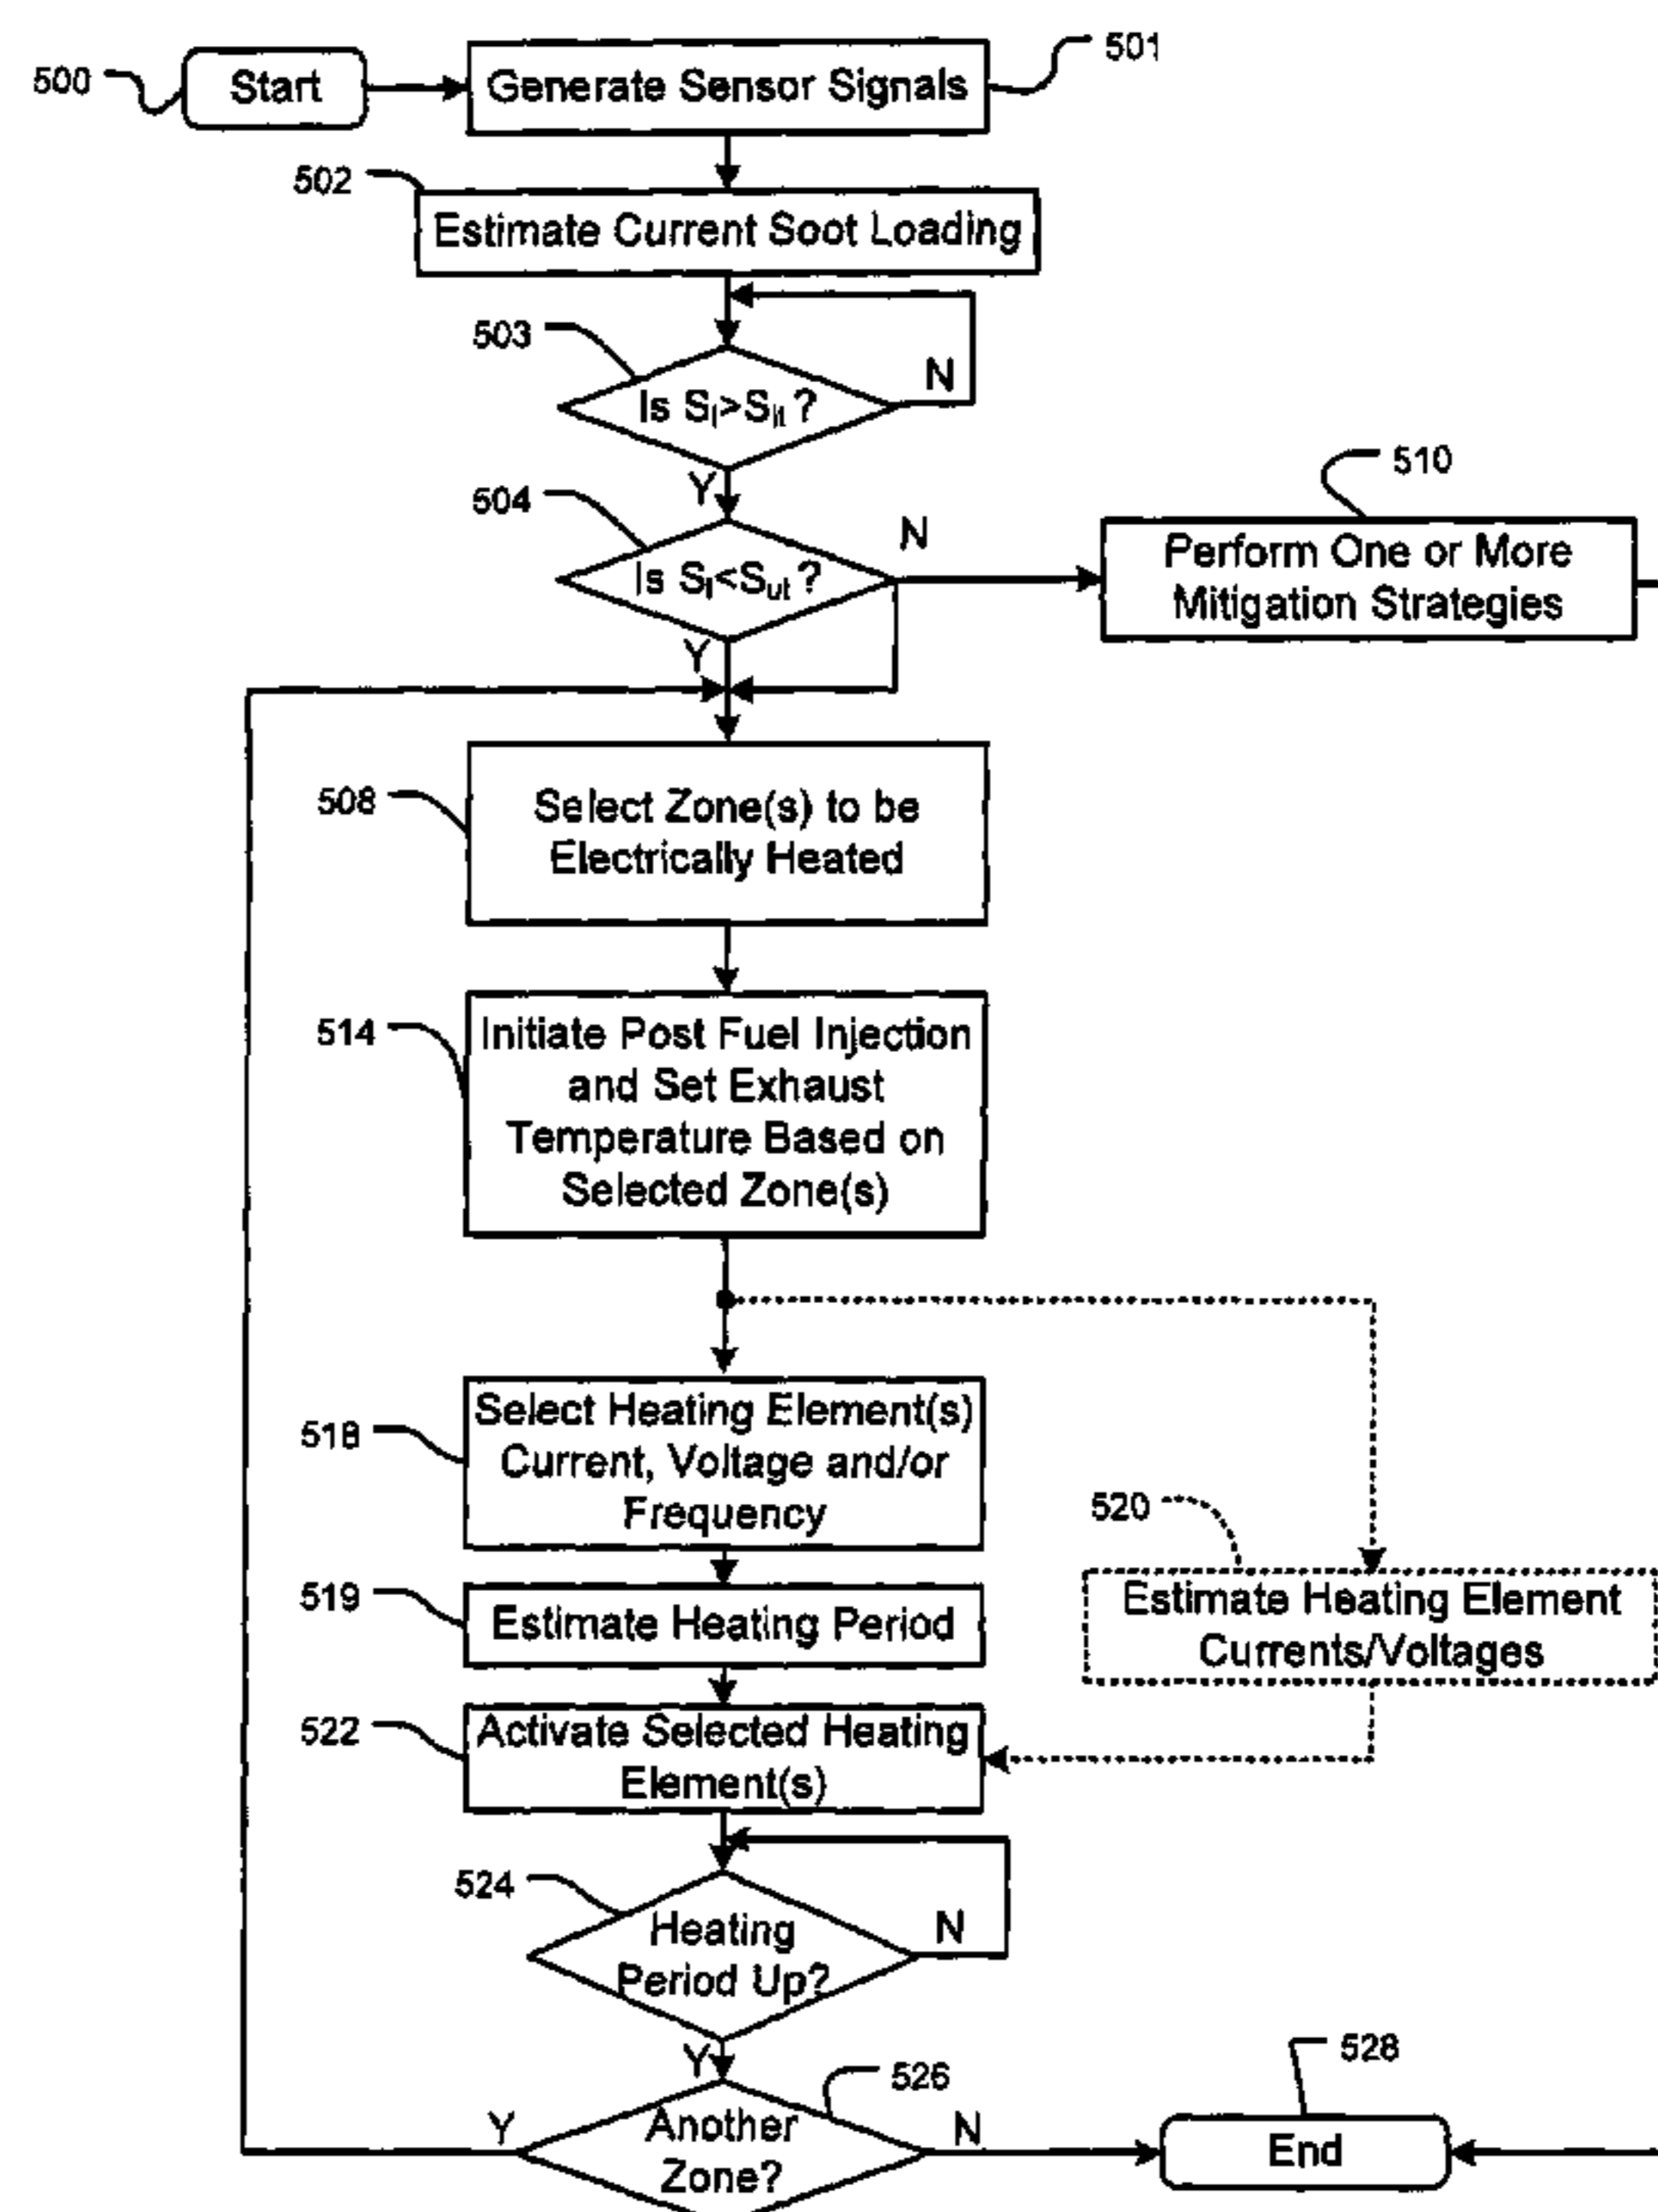 500
Start
Generate Sensor Signals
501
502
Estimate Current Soot Loading
503
Is Sl>Slt ?
N
Y
504
Is Sl<Sut ?
N
Y
510
Perform One or More
Mitigation Strategies
508
Select Zone(s) to be
Electrically Heated
514
Initiate Post Fuel Injection
and Set Exhaust
Temperature Based on
Selected Zone(s)
518
Select Heating Element(s)
Current, Voltage and/or
Frequency
519
Estimate Heating Period
520
Estimate Heating Element
Currents/Voltages
522
Activate Selected Heating
Element(s)
524
Heating
Period Up?
N
Y
526
Another
Zone?
Y
N
528
End